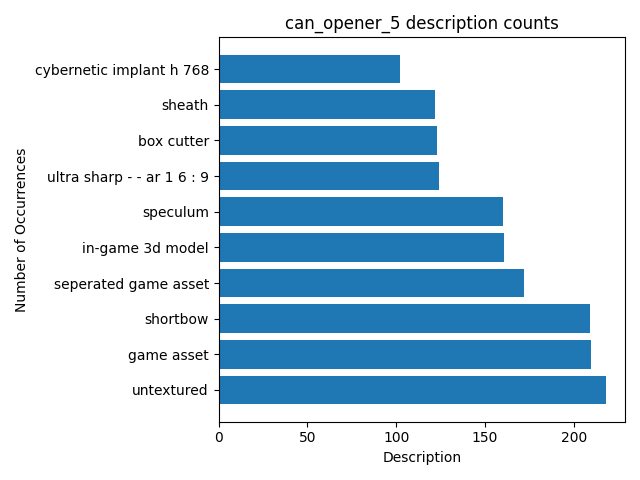 can_opener_5 description counts
cybernetic implant h 768
sheath
box cutter
ultra sharp - - ar 1 6 : 9
speculum
in-game 3d model
seperated game asset
shortbow
game asset
untextured
Number of Occurrences
0 50 100 150 200
Description